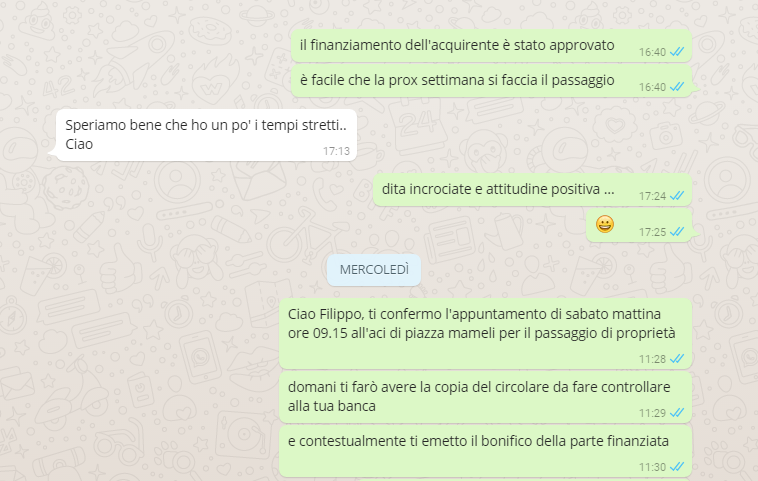 il finanziamento dell'acquirente è stato approvato
16:40
è facile che la prox settimana si faccia il passaggio
16:40
Speriamo bene che ho un po' i tempi stretti..
Ciao
17:13
dita incrociate e attitudine positiva ...
17:24
😀
17:25
MERCOLEDÌ
Ciao Filippo, ti confermo l'appuntamento di sabato mattina
ore 09.15 all'aci di piazza mameli per il passaggio di proprietà
11:28
domani ti farò avere la copia del circolare da fare controllare
alla tua banca
11:29
e contestualmente ti emetto il bonifico della parte finanziata
11:30